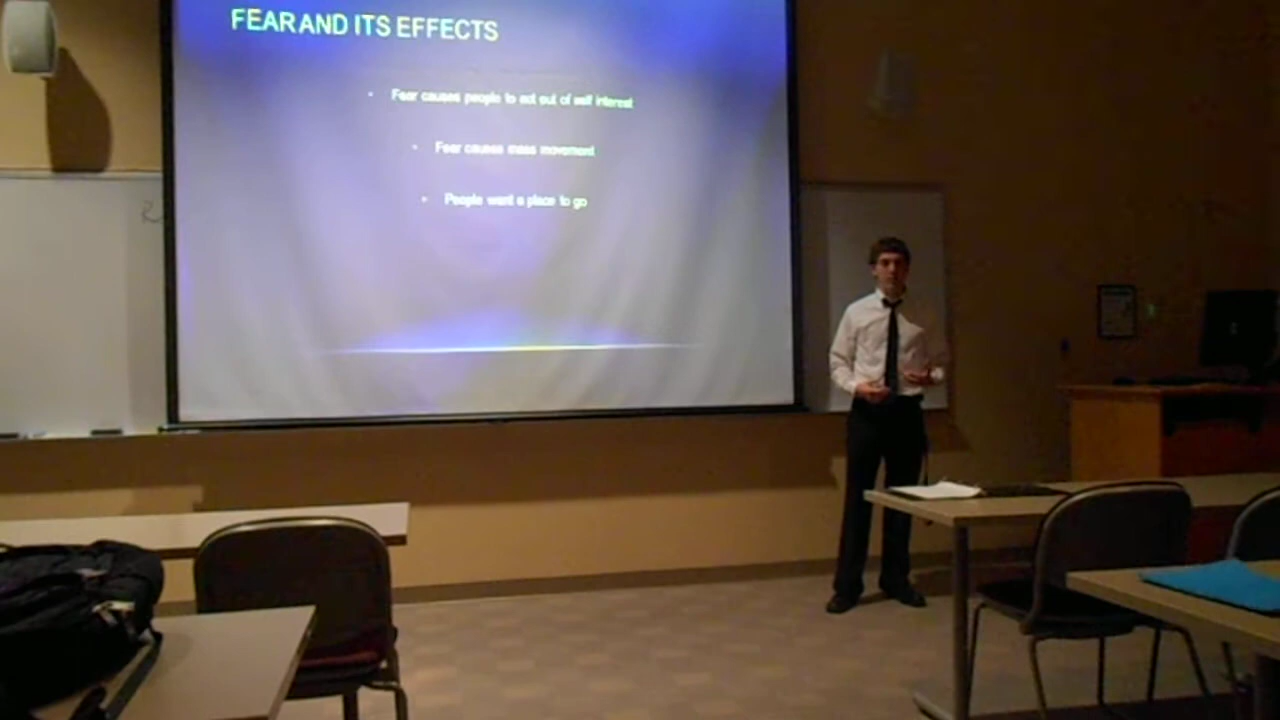 FEAR AND ITS EFFECTS
• Fear causes people to act out of self interest
• Fear causes mass movement
• People want a place to go